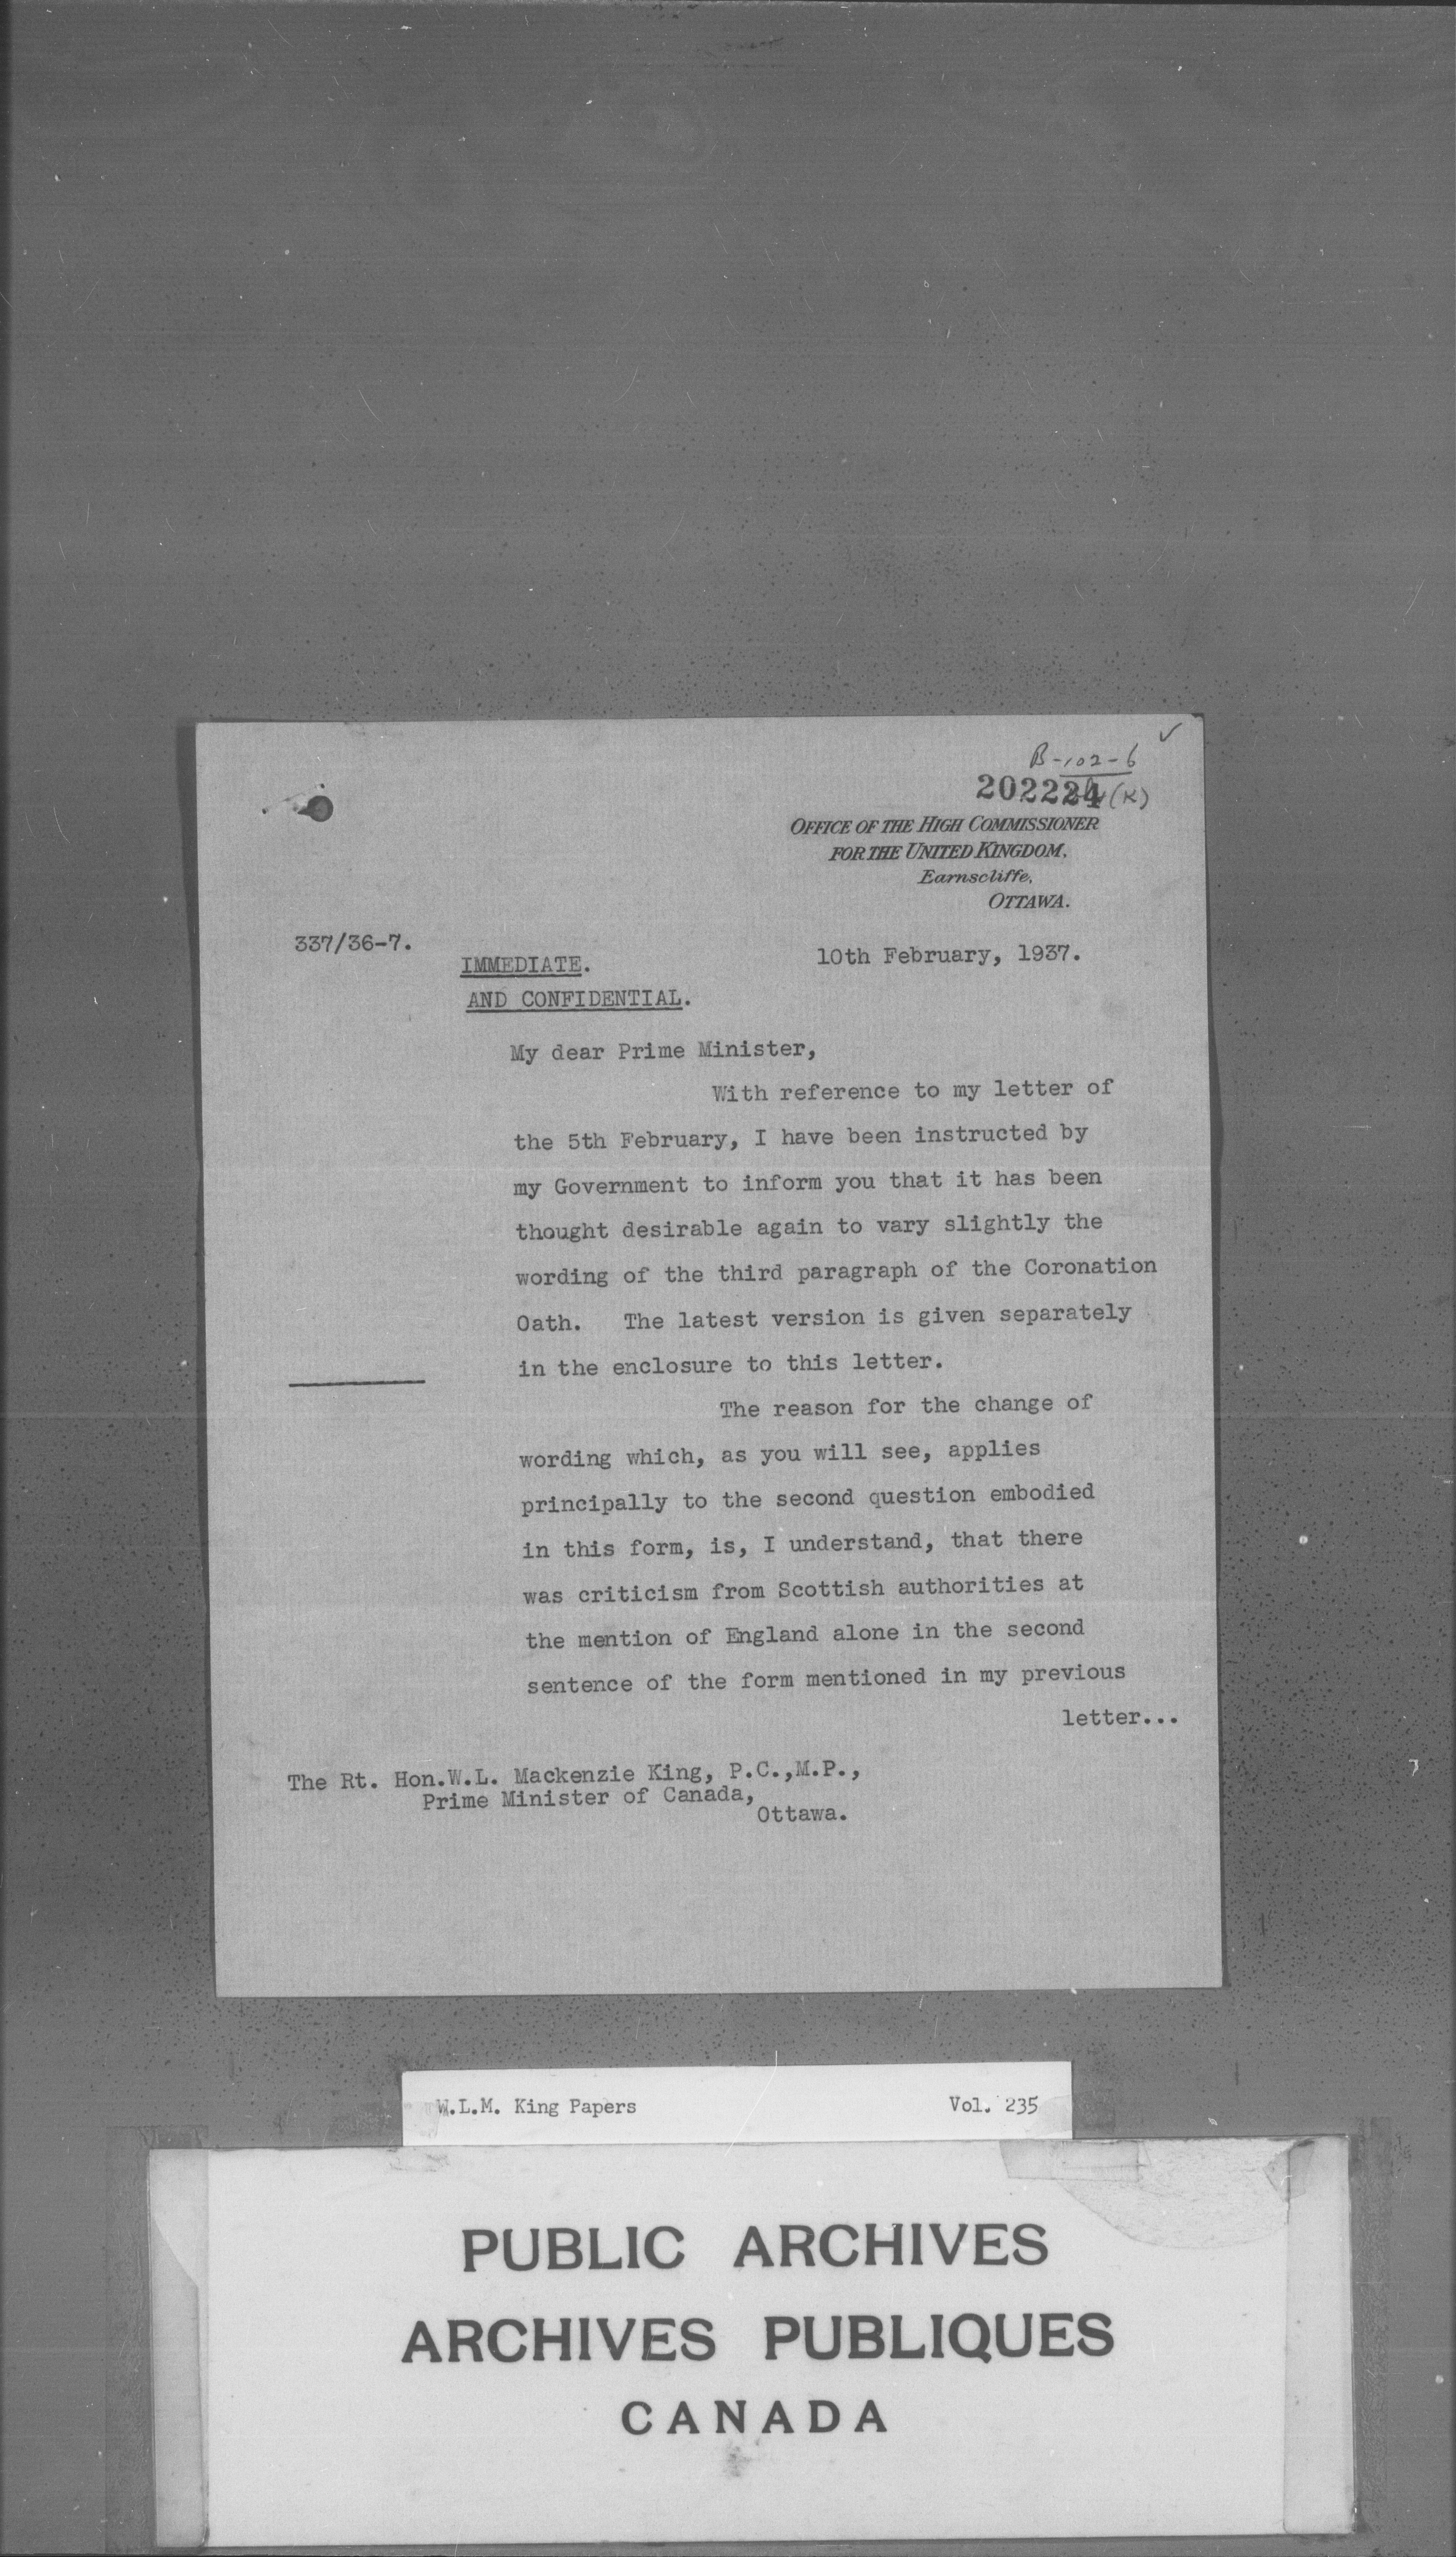 B-102-6
202224 (K)
OFFICE OF THE HIGH COMMISSIONER
FOR THE UNITED KINGDOM,
Earnscliffe,
OTTAWA.
337/36-7.
10th February, 1937.
IMMEDIATE.
AND CONFIDENTIAL.
My dear Prime Minister,
With reference to my letter of
the 5th February, I have been instructed by
my Government to inform you that it has been
thought desirable again to vary slightly the
wording of the third paragraph of the Coronation
Oath. The latest version is given separately
in the enclosure to this letter.
The reason for the change of
wording which, as you will see, applies
principally to the second question embodied
in this form, is, I understand, that there
was criticism from Scottish authorities at
the mention of England alone in the second
sentence of the form mentioned in my previous
letter...
The Rt. Hon.W.L. Mackenzie King, P.C.,M.P.,
Prime Minister of Canada,
Ottawa.
W.L.M. King Papers Vol. 235
PUBLIC ARCHIVES
ARCHIVES PUBLIQUES
CANADA